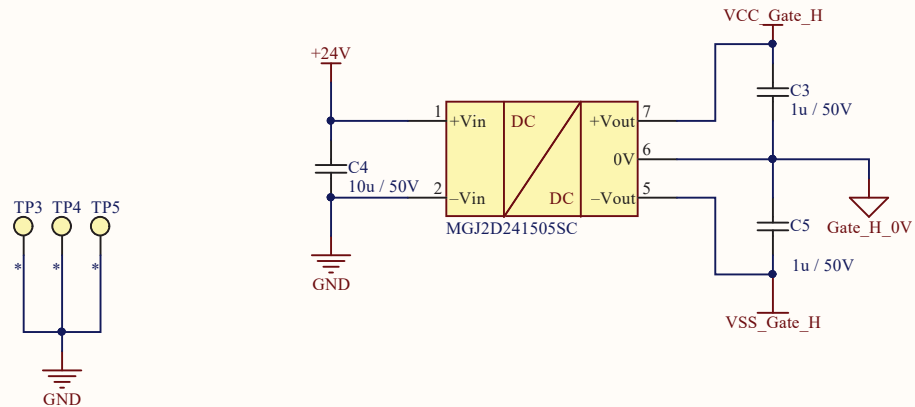 VCC_Gate_H
+24V
C3
1u / 50V
1
+Vin
DC
+Vout
7
0V
6
C4
10u / 50V
2
−Vin
DC
−Vout
5
MGJ2D241505SC
Gate_H_0V
C5
1u / 50V
TP3
TP4
TP5
*
*
*
GND
VSS_Gate_H
GND